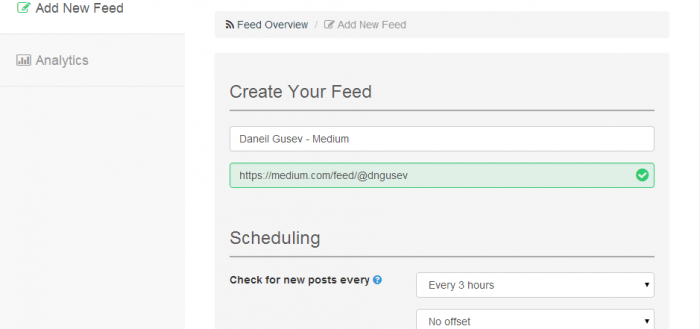 Add New Feed
Analytics
Feed Overview / Add New Feed
Create Your Feed
Daneil Gusev - Medium
https://medium.com/feed/@dngusev
Scheduling
Check for new posts every
Every 3 hours
No offset